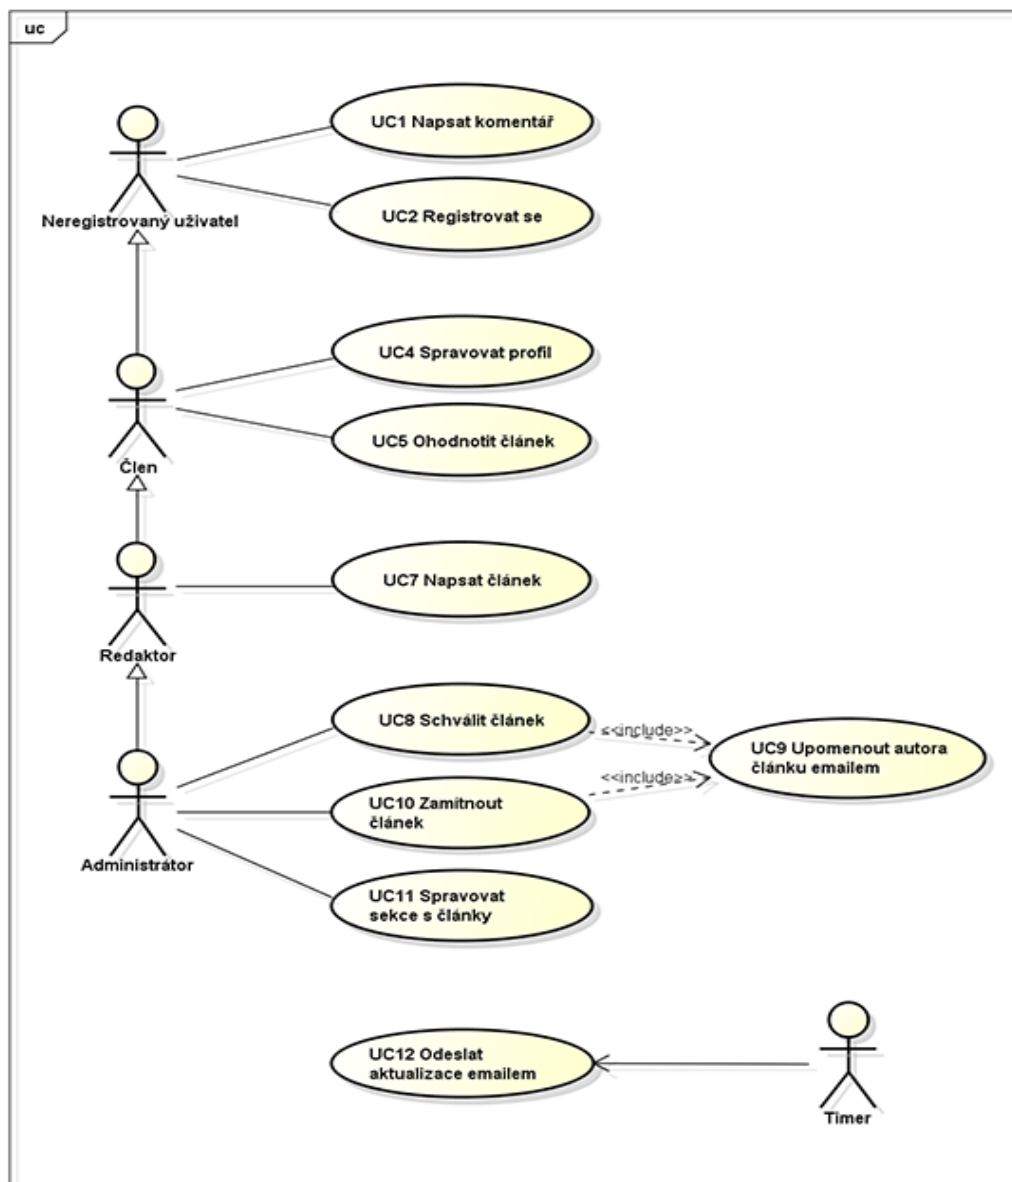 uc
UC1 Napsat komentář
UC2 Registrovat se
Neregistrovaný uživatel
UC4 Spravovat profil
UC5 Ohodnotit článek
Člen
UC7 Napsat článek
Redaktor
UC8 Schválit článek
<<include>>
UC9 Upomenout autora
článku emailem
<<include>>
UC10 Zamítnout
článek
Administrátor
UC11 Spravovat
sekce s články
UC12 Odeslat
aktualizace emailem
Timer